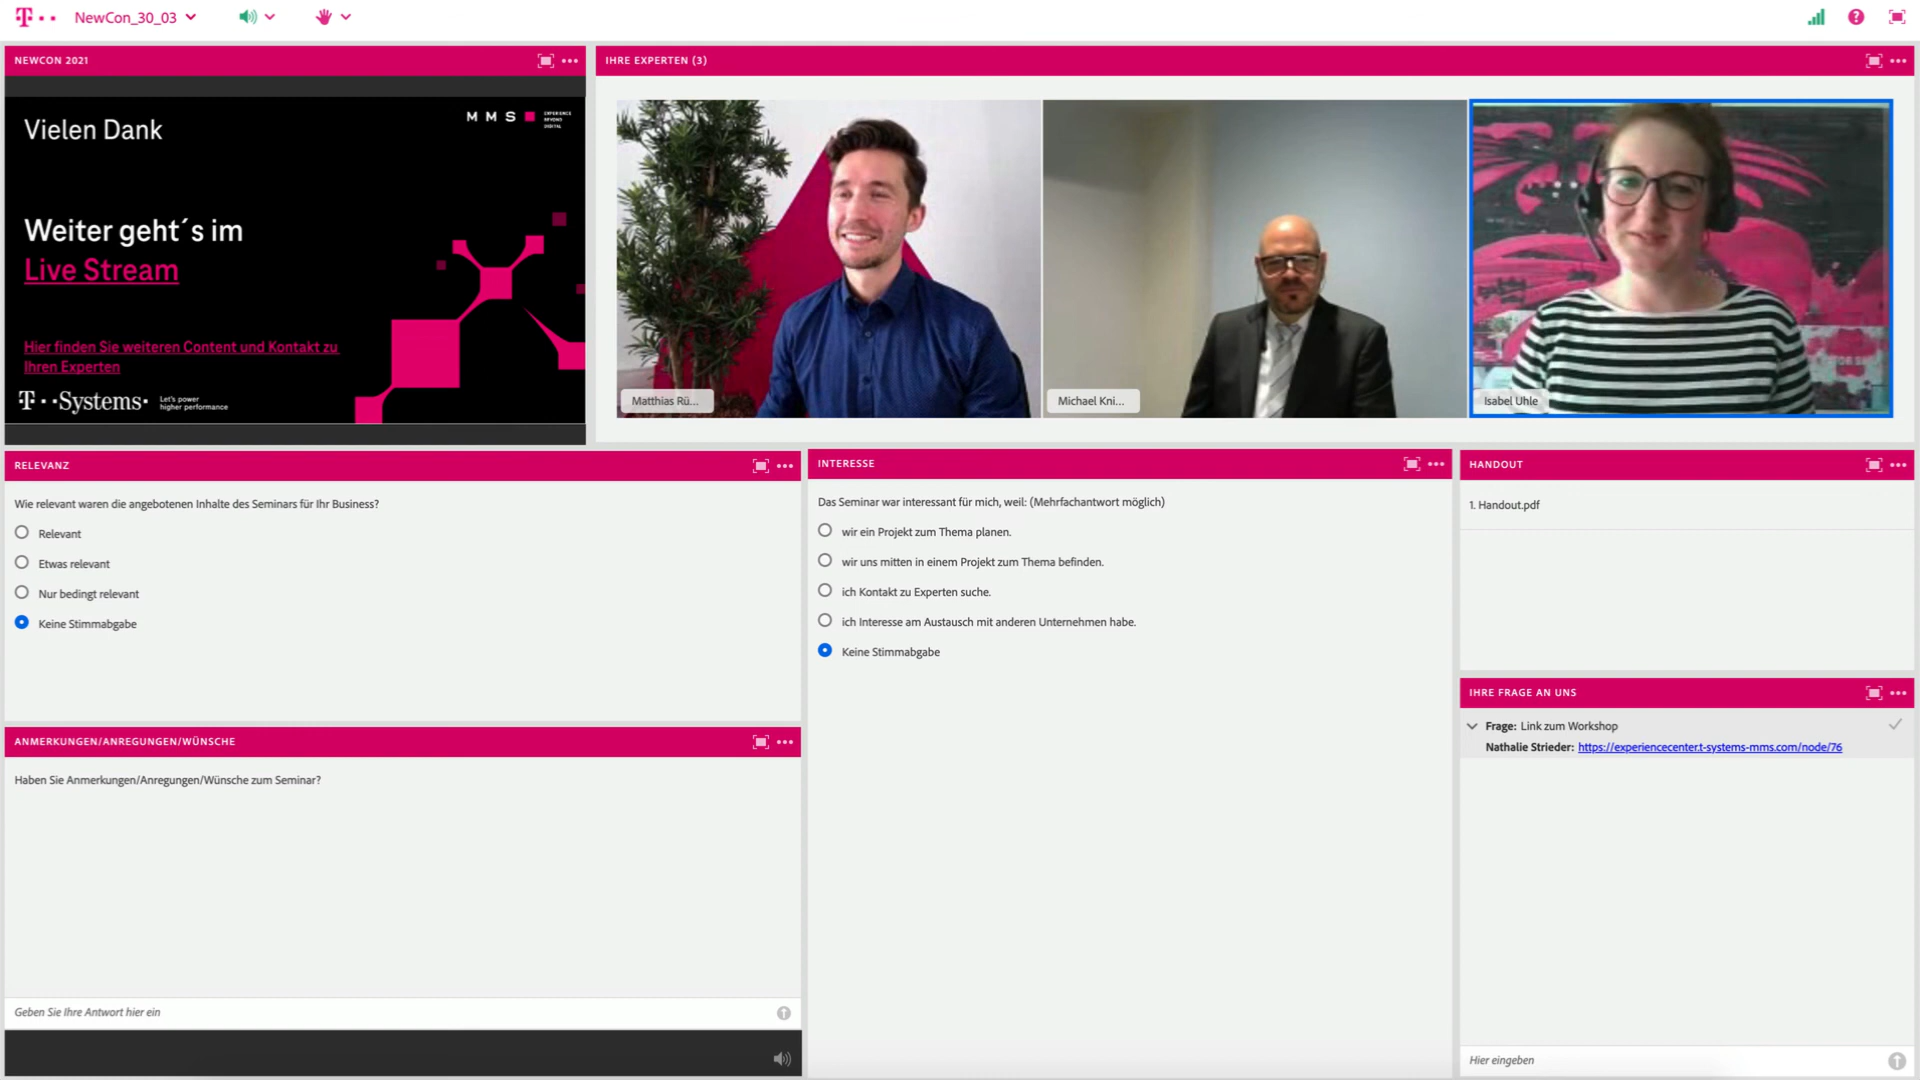 NewCon_30_03
NEWCON 2021
Vielen Dank
MMS
EXPERIENCE
BEYOND
DIGITAL
Weiter geht´s im
Live Stream
Hier finden Sie weiteren Content und Kontakt zu
Ihren Experten
T··Systems·
Let's power
higher performance
IHRE EXPERTEN (3)
Matthias Rü...
Michael Kni...
Isabel Uhle
RELEVANZ
Wie relevant waren die angebotenen Inhalte des Seminars für Ihr Business?
Relevant
Etwas relevant
Nur bedingt relevant
Keine Stimmabgabe
ANMERKUNGEN/ANREGUNGEN/WÜNSCHE
Haben Sie Anmerkungen/Anregungen/Wünsche zum Seminar?
Geben Sie Ihre Antwort hier ein
INTERESSE
Das Seminar war interessant für mich, weil: (Mehrfachantwort möglich)
wir ein Projekt zum Thema planen.
wir uns mitten in einem Projekt zum Thema befinden.
ich Kontakt zu Experten suche.
ich Interesse am Austausch mit anderen Unternehmen habe.
Keine Stimmabgabe
HANDOUT
1. Handout.pdf
IHRE FRAGE AN UNS
Frage: Link zum Workshop
Nathalie Strieder: https://experiencecenter.t-systems-mms.com/node/76
Hier eingeben